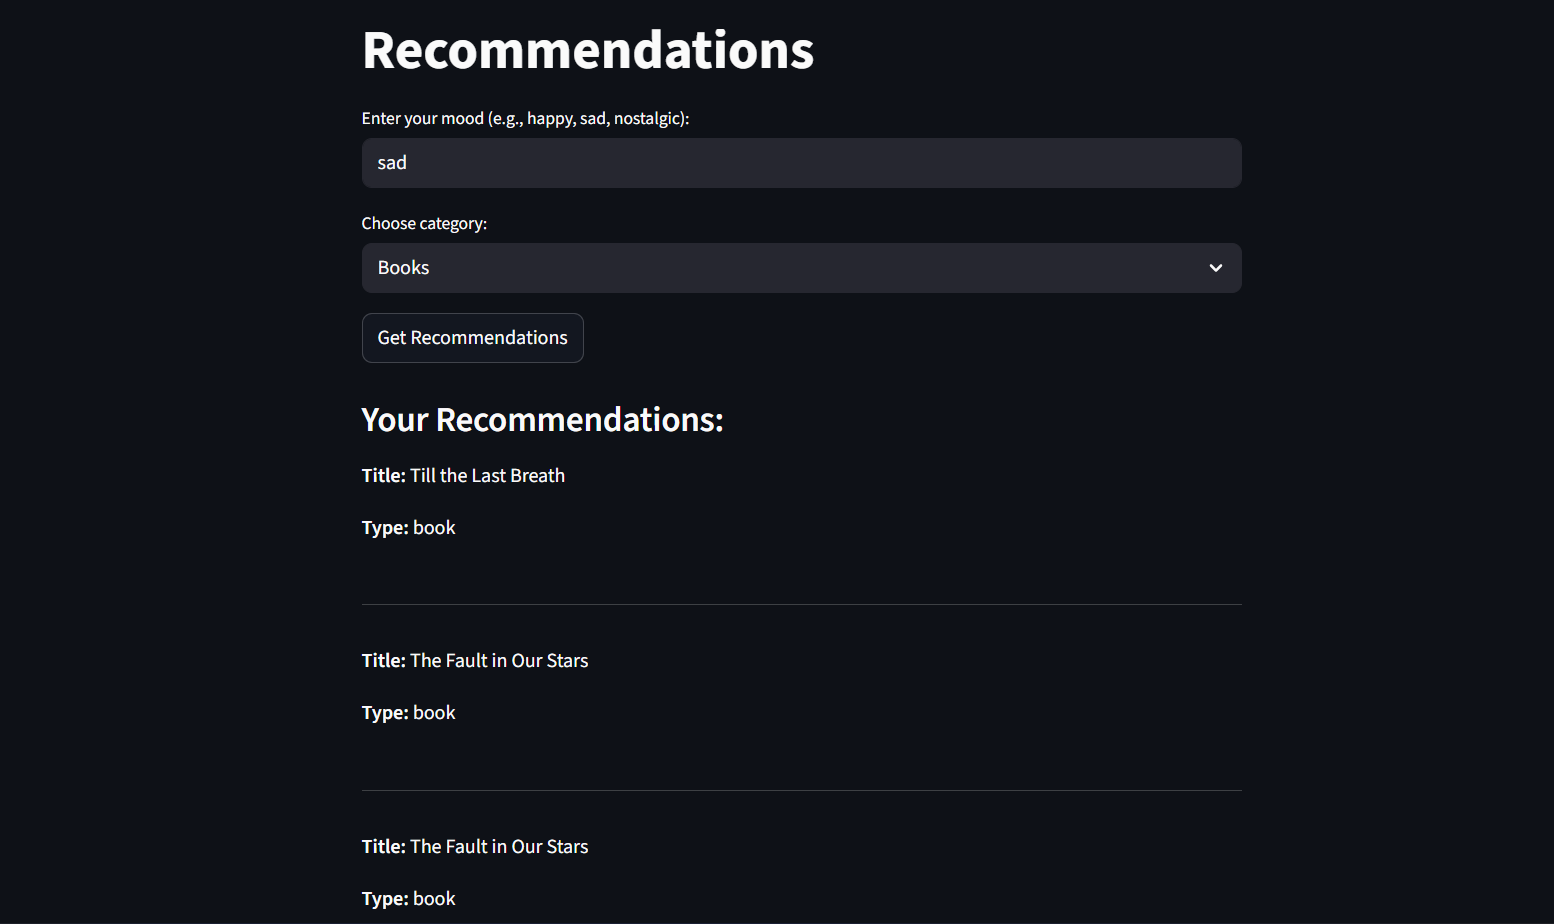 Recommendations
Enter your mood (e.g., happy, sad, nostalgic):
sad
Choose category:
Books
Get Recommendations
Your Recommendations:
Title: Till the Last Breath
Type: book
Title: The Fault in Our Stars
Type: book
Title: The Fault in Our Stars
Type: book